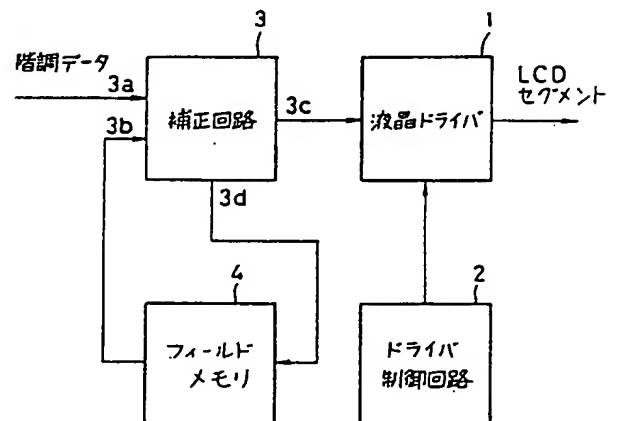 3
1
階調データ
3a
3b
補正回路
3c
液晶ドライバ
LCD
セグメント
3d
4
2
フィールド
メモリ
ドライバ
制御回路